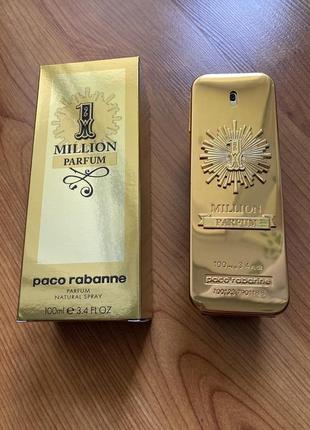 1
MILLION
PARFUM
paco rabanne
PARFUM
NATURAL SPRAY
100ml ℮ 3.4 FL.OZ
1
MILLION
PARFUM
paco rabanne